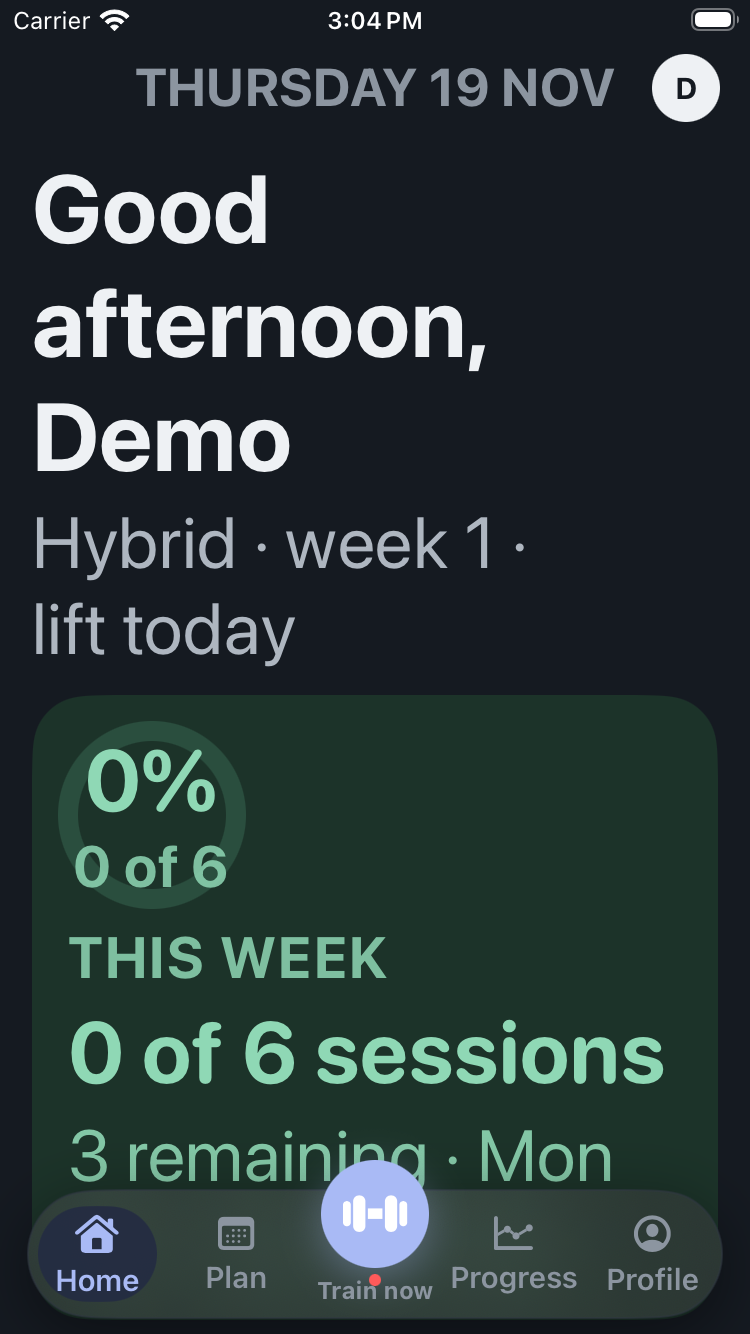 Carrier 3:04 PM
THURSDAY 19 NOV D
Good
afternoon,
Demo
Hybrid · week 1 ·
lift today
0%
0 of 6
THIS WEEK
0 of 6 sessions
3 remaining · Mon
Home Plan Train now Progress Profile